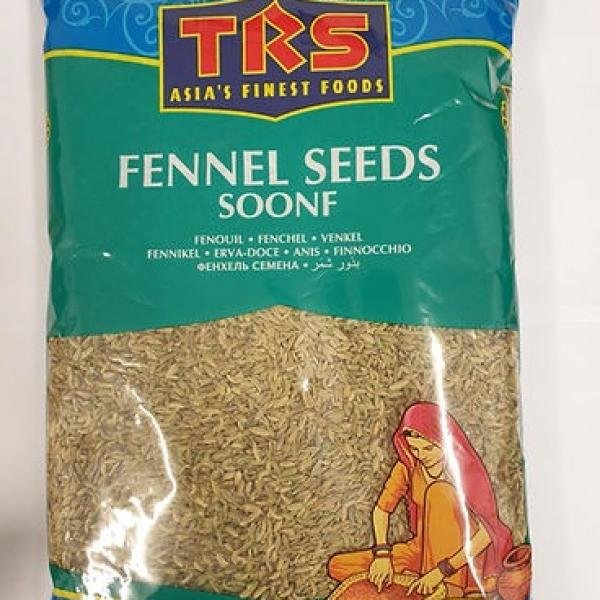 TRS
ASIA'S FINEST FOODS
FENNEL SEEDS
SOONF
FENOUIL • FENCHEL • VENKEL
FENNIKEL • ERVA-DOCE • ANIS • FINNOCCHIO
ФЕНХЕЛЬ СЕМЕНА • بذور شمر